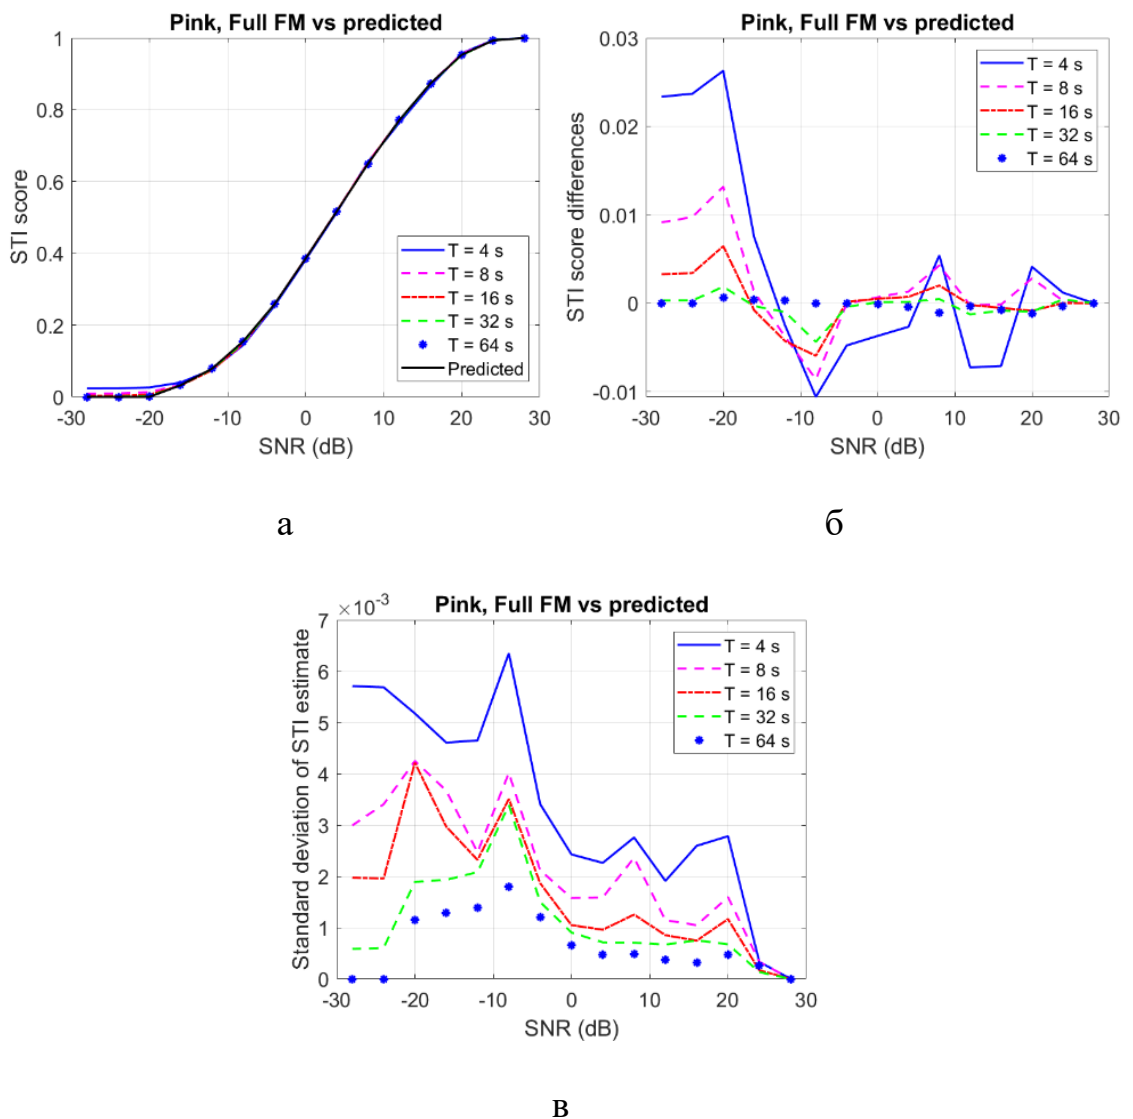 Pink, Full FM vs predicted
STI score
1
0.8
0.6
0.4
0.2
0
-30
-20
-10
0
10
20
30
SNR (dB)
T = 4 s
T = 8 s
T = 16 s
T = 32 s
T = 64 s
Predicted
а
Pink, Full FM vs predicted
STI score differences
0.03
0.02
0.01
0
-0.01
-30
-20
-10
0
10
20
30
SNR (dB)
T = 4 s
T = 8 s
T = 16 s
T = 32 s
T = 64 s
б
Pink, Full FM vs predicted
×10⁻³
Standard deviation of STI estimate
7
6
5
4
3
2
1
0
-30
-20
-10
0
10
20
30
SNR (dB)
T = 4 s
T = 8 s
T = 16 s
T = 32 s
T = 64 s
в